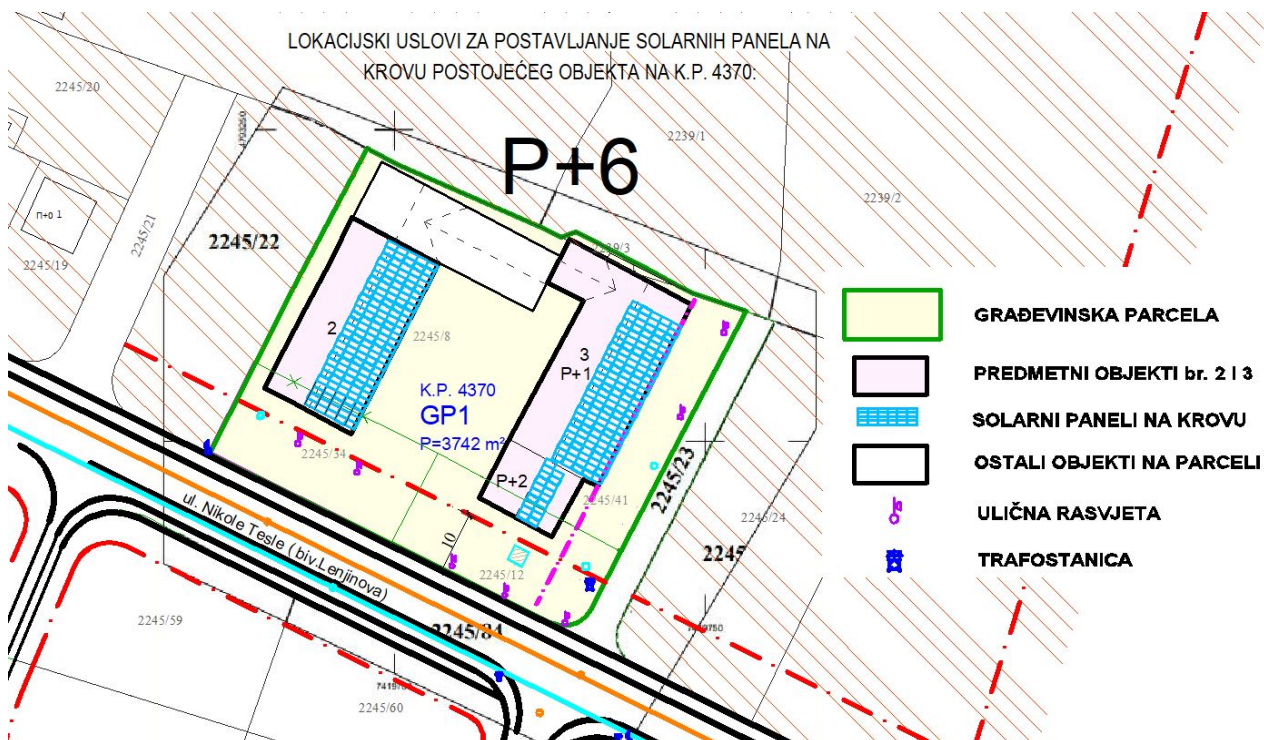 LOKACIJSKI USLOVI ZA POSTAVLJANJE SOLARNIH PANELA NA
KROVU POSTOJEĆEG OBJEKTA NA K.P. 4370:
2245/20
4793250
P+6
2239/1
2239/2
п+0 1
2245/21
2245/22
2239/3
2245/19
2
2245/8
3
P+1
K.P. 4370
GP1
P=3742 m²
2245/34
P+2
2245/41
2245/23
2245/24
10
2245/12
2245
ul. Nikole Tesle ( biv.Lenjinova)
2245/59
2245/84
2245/60
GRAĐEVINSKA PARCELA
PREDMETNI OBJEKTI br. 2 I 3
SOLARNI PANELI NA KROVU
OSTALI OBJEKTI NA PARCELI
ULIČNA RASVJETA
TRAFOSTANICA